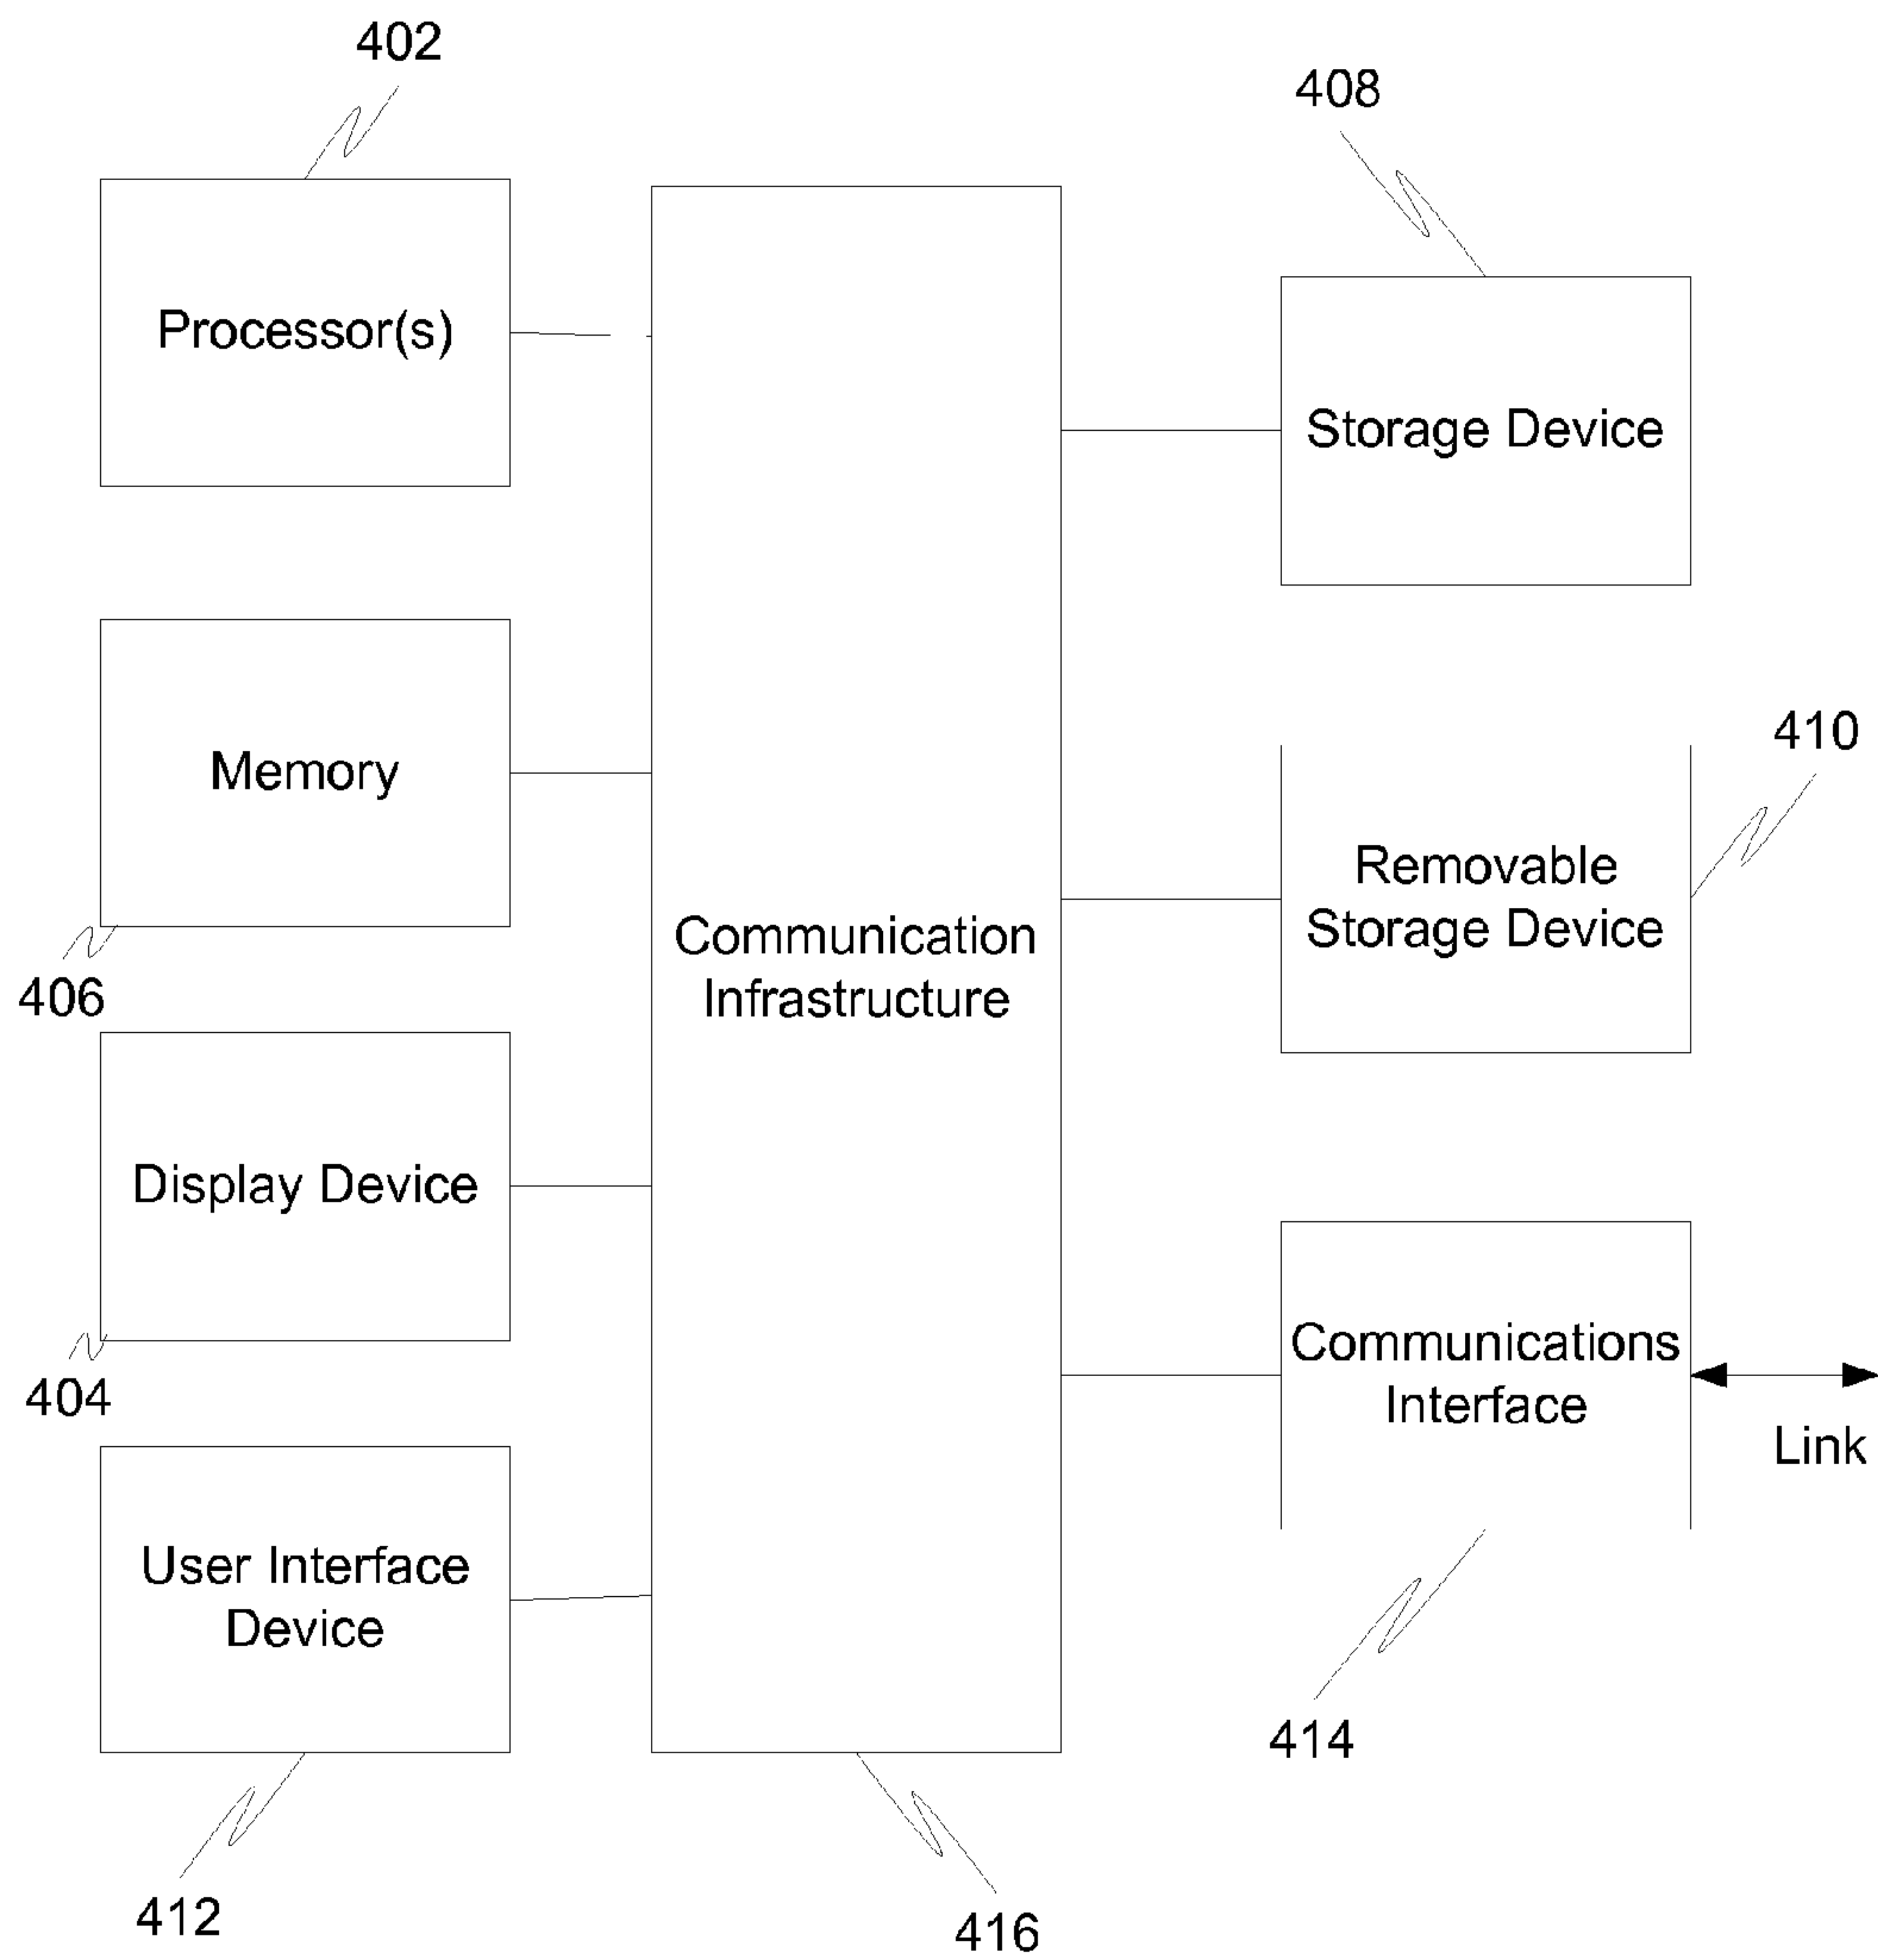 402
408
Processor(s)
Storage Device
Memory
410
Removable
Storage Device
406
Communication
Infrastructure
Display Device
404
Communications
Interface
Link
User Interface
Device
414
412
416